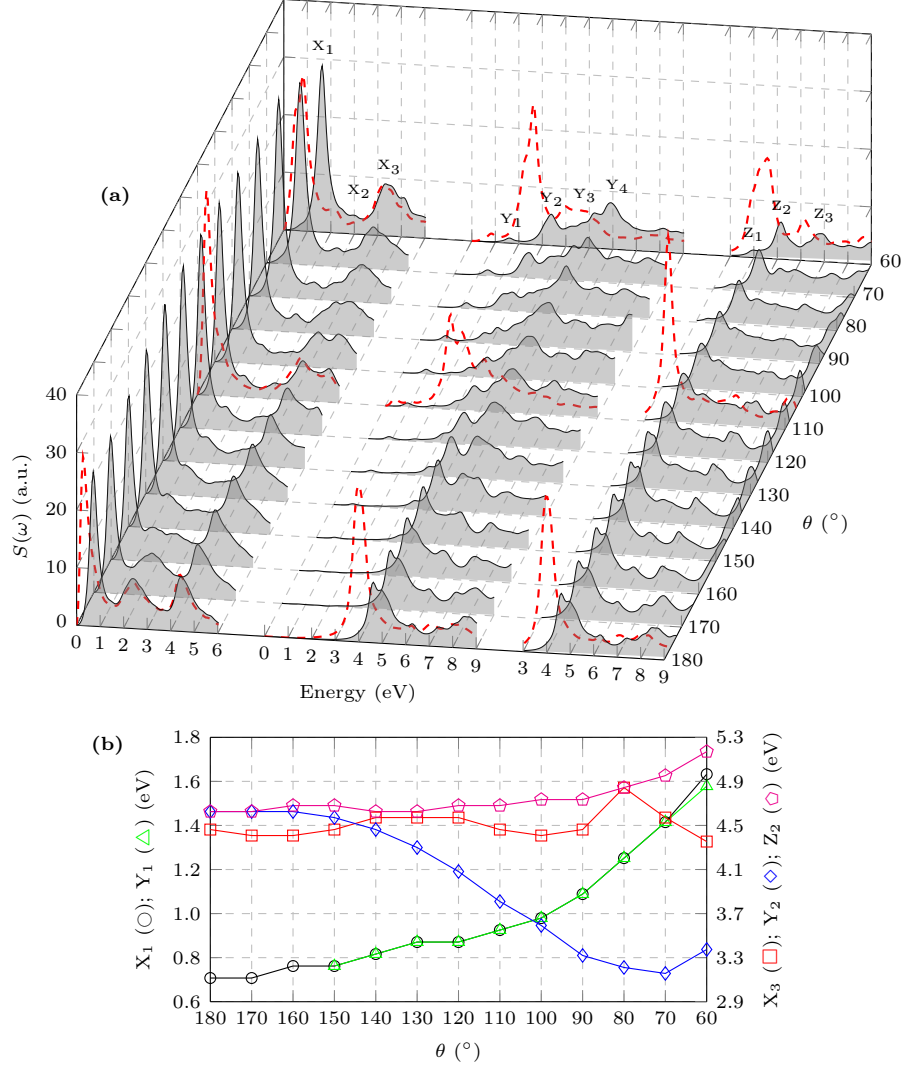 (a)
X1
X2
X3
Y1
Y2
Y3
Y4
Z1
Z2
Z3
S(ω) (a.u.)
40
30
20
10
0
0 1 2 3 4 5 6
0 1 2 3 4 5 6 7 8 9
3 4 5 6 7 8 9
Energy (eV)
60
70
80
90
100
110
120
130
140
150
160
170
180
θ (°)
(b)
X1 (○); Y1 (△) (eV)
1.8
1.6
1.4
1.2
1.0
0.8
0.6
5.3
4.9
4.5
4.1
3.7
3.3
2.9
X3 (□); Y2 (◇); Z2 (⬠) (eV)
180 170 160 150 140 130 120 110 100 90 80 70 60
θ (°)